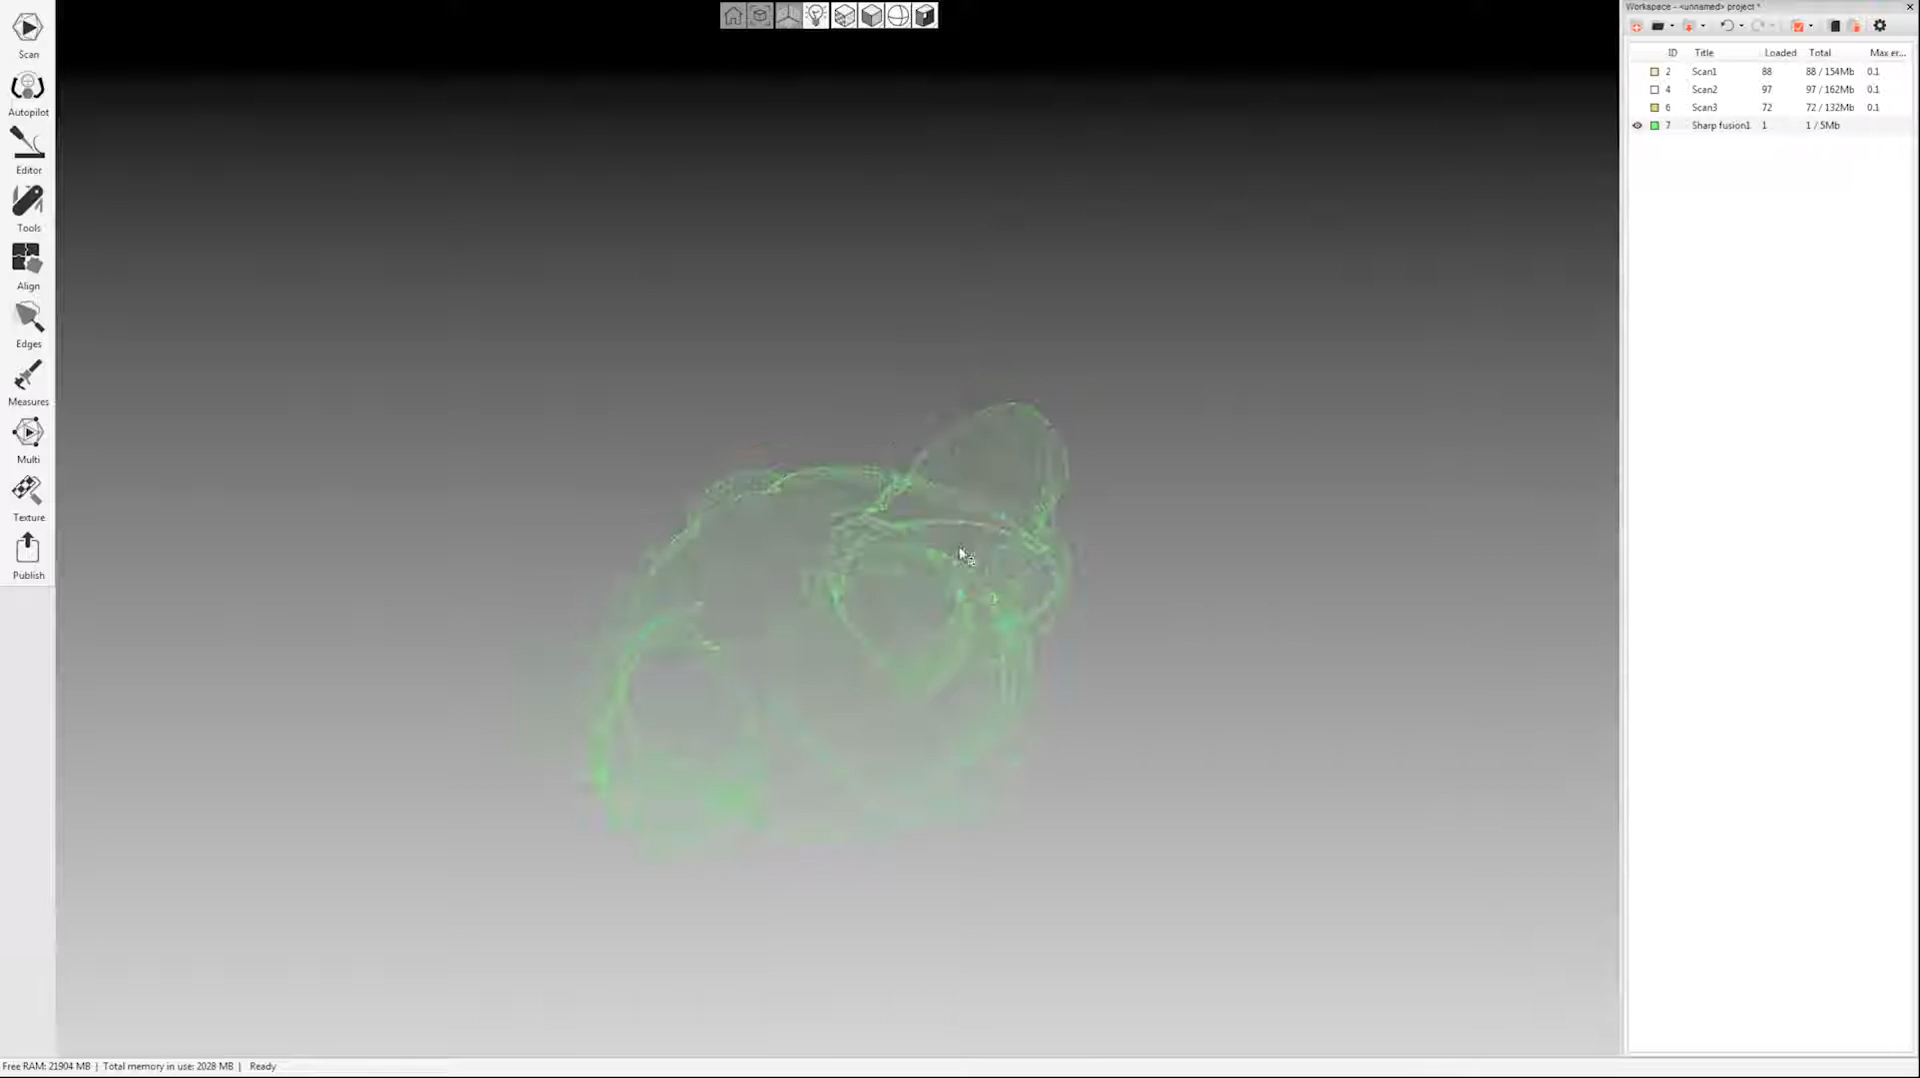 Workspace - <unnamed> project *
Scan
Autopilot
Editor
Tools
Align
Edges
Measures
Multi
Texture
Publish
ID Title Loaded Total Max er...
2 Scan1 88 88 / 154Mb 0.1
4 Scan2 97 97 / 162Mb 0.1
6 Scan3 72 72 / 132Mb 0.1
7 Sharp fusion1 1 1 / 5Mb
Free RAM: 21904 MB | Total memory in use: 2028 MB | Ready